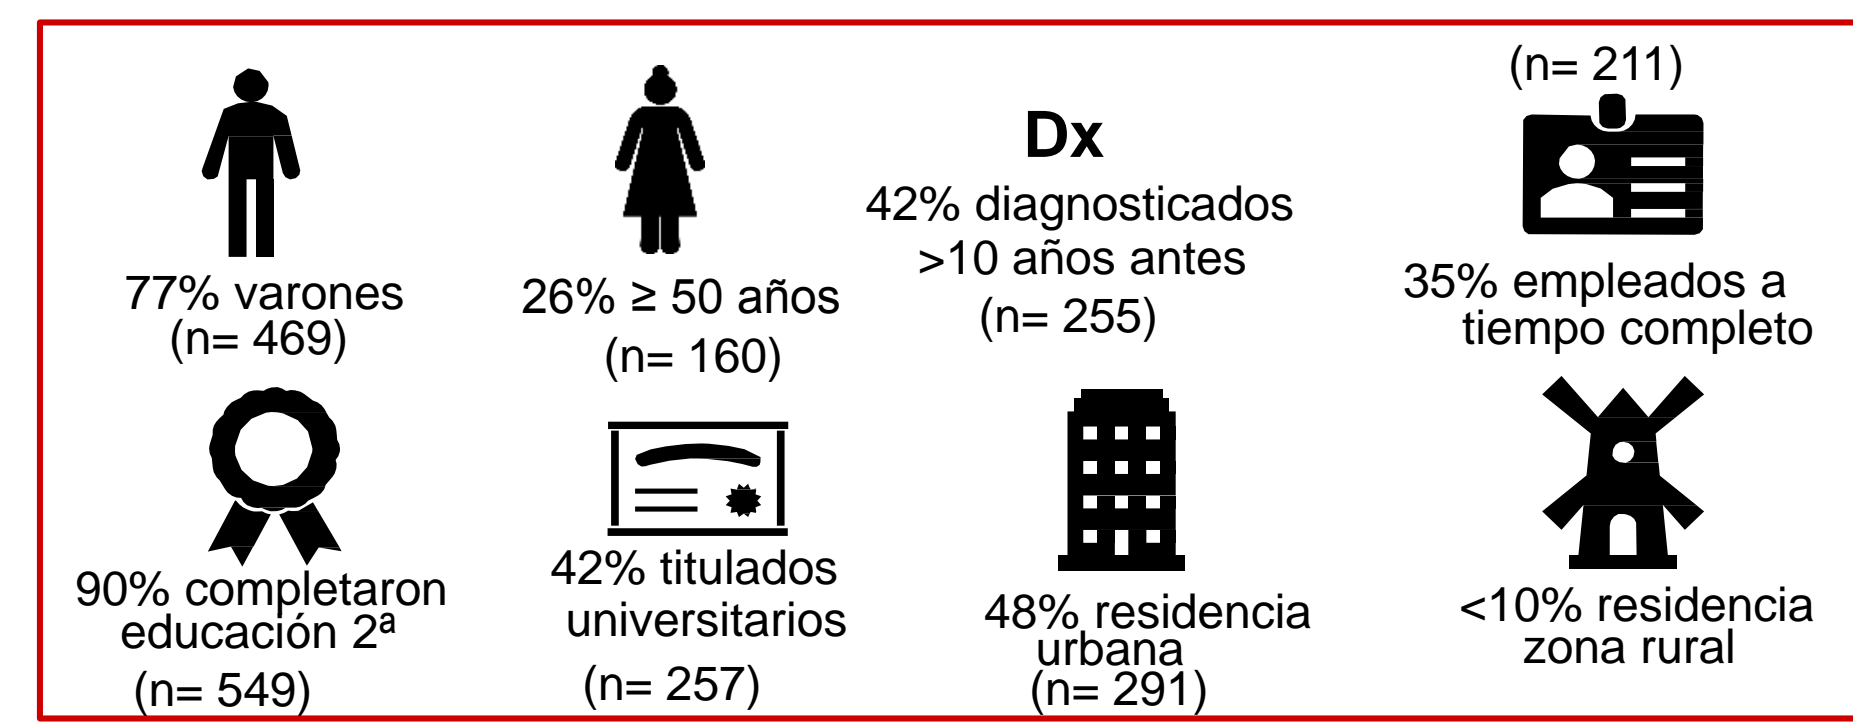 77% varones
(n= 469)
26% ≥ 50 años
(n= 160)
Dx
42% diagnosticados
>10 años antes
(n= 255)
(n= 211)
35% empleados a
tiempo completo
90% completaron
educación 2ª
(n= 549)
42% titulados
universitarios
(n= 257)
48% residencia
urbana
(n= 291)
<10% residencia
zona rural